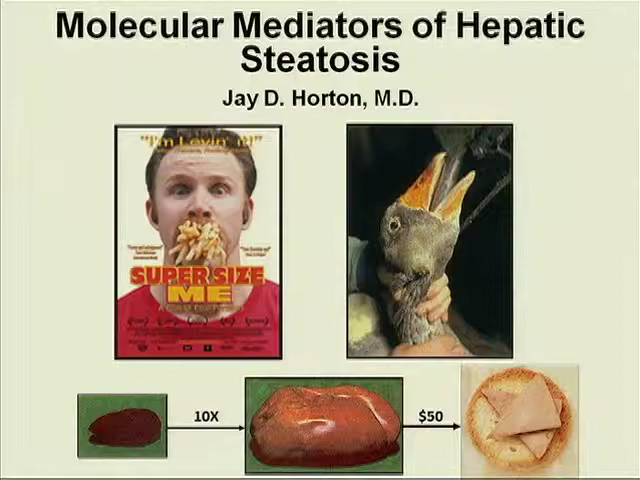 Molecular Mediators of Hepatic
Steatosis
Jay D. Horton, M.D.
"I'm Lovin' it!"
SUPER SIZE
ME
10X
$50